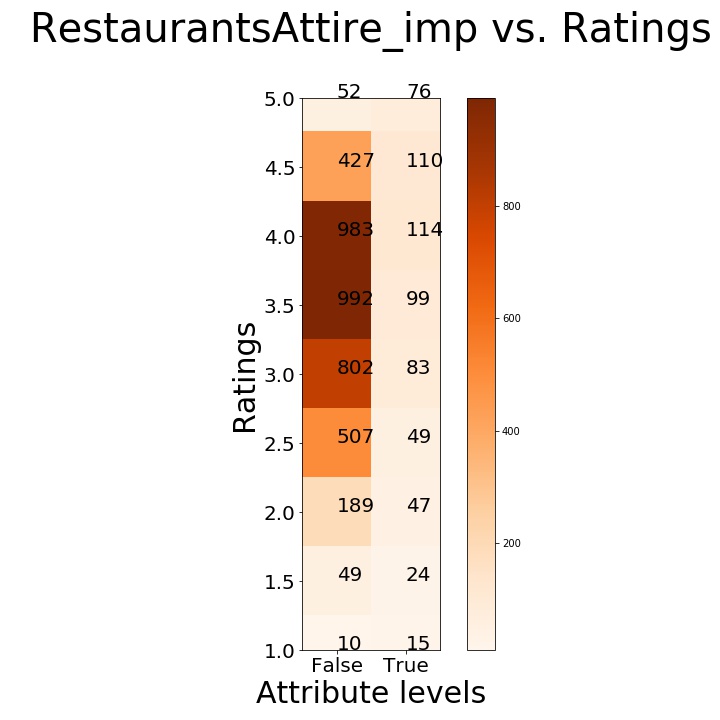 RestaurantsAttire_imp vs. Ratings
5.0 52 76
4.5 427 110
4.0 983 114
3.5 992 99
3.0 802 83
2.5 507 49
2.0 189 47
1.5 49 24
1.0 10 15
False True
Attribute levels
Ratings
800
600
400
200